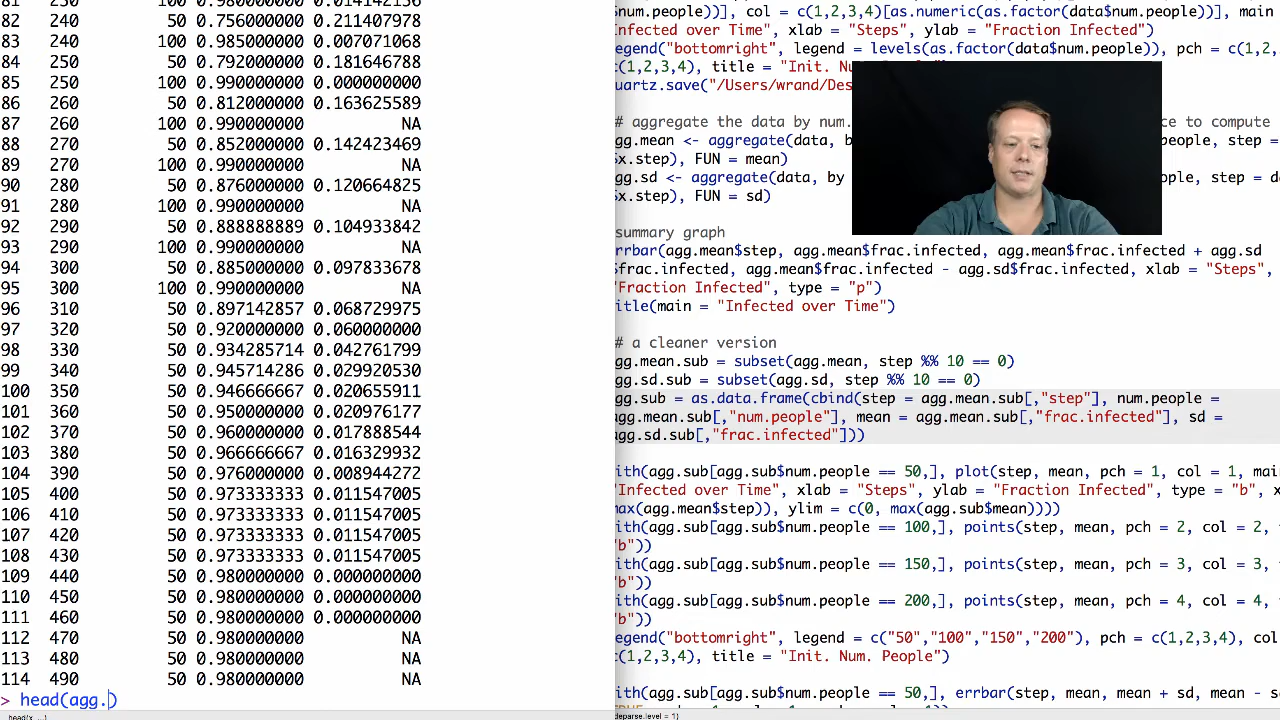 81 230 100 0.980000000 0.014142136
82 240 50 0.756000000 0.211407978
83 240 100 0.985000000 0.007071068
84 250 50 0.792000000 0.181646788
85 250 100 0.990000000 0.000000000
86 260 50 0.812000000 0.163625589
87 260 100 0.990000000 NA
88 270 50 0.852000000 0.142423469
89 270 100 0.990000000 NA
90 280 50 0.876000000 0.120664825
91 280 100 0.990000000 NA
92 290 50 0.888888889 0.104933842
93 290 100 0.990000000 NA
94 300 50 0.885000000 0.097833678
95 300 100 0.990000000 NA
96 310 50 0.897142857 0.068729975
97 320 50 0.920000000 0.060000000
98 330 50 0.934285714 0.042761799
99 340 50 0.945714286 0.029920530
100 350 50 0.946666667 0.020655911
101 360 50 0.950000000 0.020976177
102 370 50 0.960000000 0.017888544
103 380 50 0.966666667 0.016329932
104 390 50 0.976000000 0.008944272
105 400 50 0.973333333 0.011547005
106 410 50 0.973333333 0.011547005
107 420 50 0.973333333 0.011547005
108 430 50 0.973333333 0.011547005
109 440 50 0.980000000 0.000000000
110 450 50 0.980000000 0.000000000
111 460 50 0.980000000 0.000000000
112 470 50 0.980000000 NA
113 480 50 0.980000000 NA
114 490 50 0.980000000 NA
> head(agg.)
head(x, ...)
$num.people))], col = c(1,2,3,4)[as.numeric(as.factor(data$num.people))], main
Infected over Time", xlab = "Steps", ylab = "Fraction Infected")
egend("bottomright", legend = levels(as.factor(data$num.people)), pch = c(1,2,
c(1,2,3,4), title = "Init. Nu
uartz.save("/Users/wrand/Des
# aggregate the data by num. ce to compute
gg.mean <- aggregate(data, b eople, step =
$x.step), FUN = mean)
gg.sd <- aggregate(data, by ople, step = d
$x.step), FUN = sd)
summary graph
rrbar(agg.mean$step, agg.mean$frac.infected, agg.mean$frac.infected + agg.sd
$frac.infected, agg.mean$frac.infected - agg.sd$frac.infected, xlab = "Steps",
"Fraction Infected", type = "p")
itle(main = "Infected over Time")
# a cleaner version
gg.mean.sub = subset(agg.mean, step %% 10 == 0)
gg.sd.sub = subset(agg.sd, step %% 10 == 0)
gg.sub = as.data.frame(cbind(step = agg.mean.sub[,"step"], num.people =
agg.mean.sub[,"num.people"], mean = agg.mean.sub[,"frac.infected"], sd =
agg.sd.sub[,"frac.infected"]))
ith(agg.sub[agg.sub$num.people == 50,], plot(step, mean, pch = 1, col = 1, mai
"Infected over Time", xlab = "Steps", ylab = "Fraction Infected", type = "b", x
max(agg.mean$step)), ylim = c(0, max(agg.sub$mean))))
ith(agg.sub[agg.sub$num.people == 100,], points(step, mean, pch = 2, col = 2,
"b"))
ith(agg.sub[agg.sub$num.people == 150,], points(step, mean, pch = 3, col = 3,
"b"))
ith(agg.sub[agg.sub$num.people == 200,], points(step, mean, pch = 4, col = 4,
"b"))
egend("bottomright", legend = c("50","100","150","200"), pch = c(1,2,3,4), col
c(1,2,3,4), title = "Init. Num. People")
ith(agg.sub[agg.sub$num.people == 50,], errbar(step, mean, mean + sd, mean - s
deparse.level = 1)